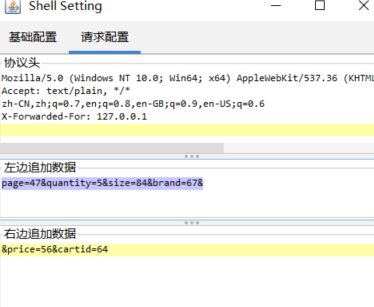 Shell Setting
基础配置 请求配置
协议头
Mozilla/5.0 (Windows NT 10.0; Win64; x64) AppleWebKit/537.36 (KHTML
Accept: text/plain, */*
zh-CN,zh;q=0.7,en;q=0.8,en-GB;q=0.9,en-US;q=0.6
X-Forwarded-For: 127.0.0.1
左边追加数据
page=47&quantity=5&size=84&brand=67&
右边追加数据
&price=56&cartid=64